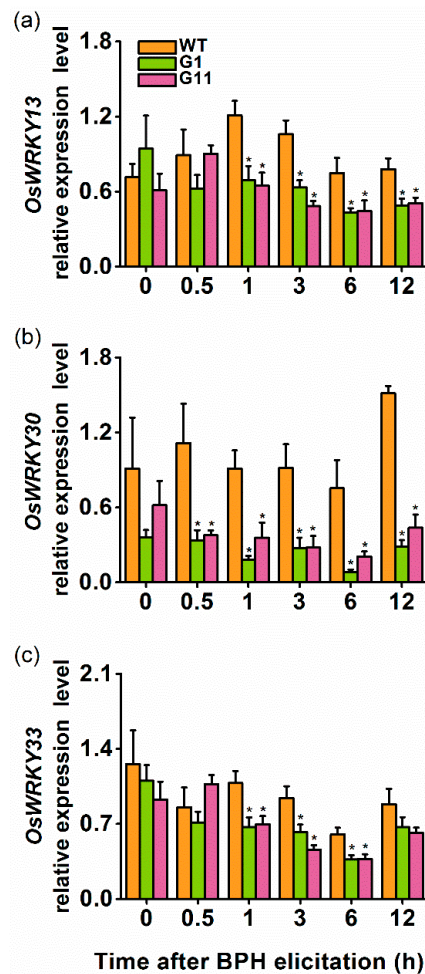 (a)
1.8
1.2
0.6
0.0
OsWRKY13
relative expression level
WT
G1
G11
* *
* *
* *
* *
0 0.5 1 3 6 12
(b)
1.8
1.2
0.6
0.0
OsWRKY30
relative expression level
* *
* *
* *
* *
* *
0 0.5 1 3 6 12
(c)
2.1
1.4
0.7
0.0
OsWRKY33
relative expression level
* *
* *
* *
0 0.5 1 3 6 12
Time after BPH elicitation (h)